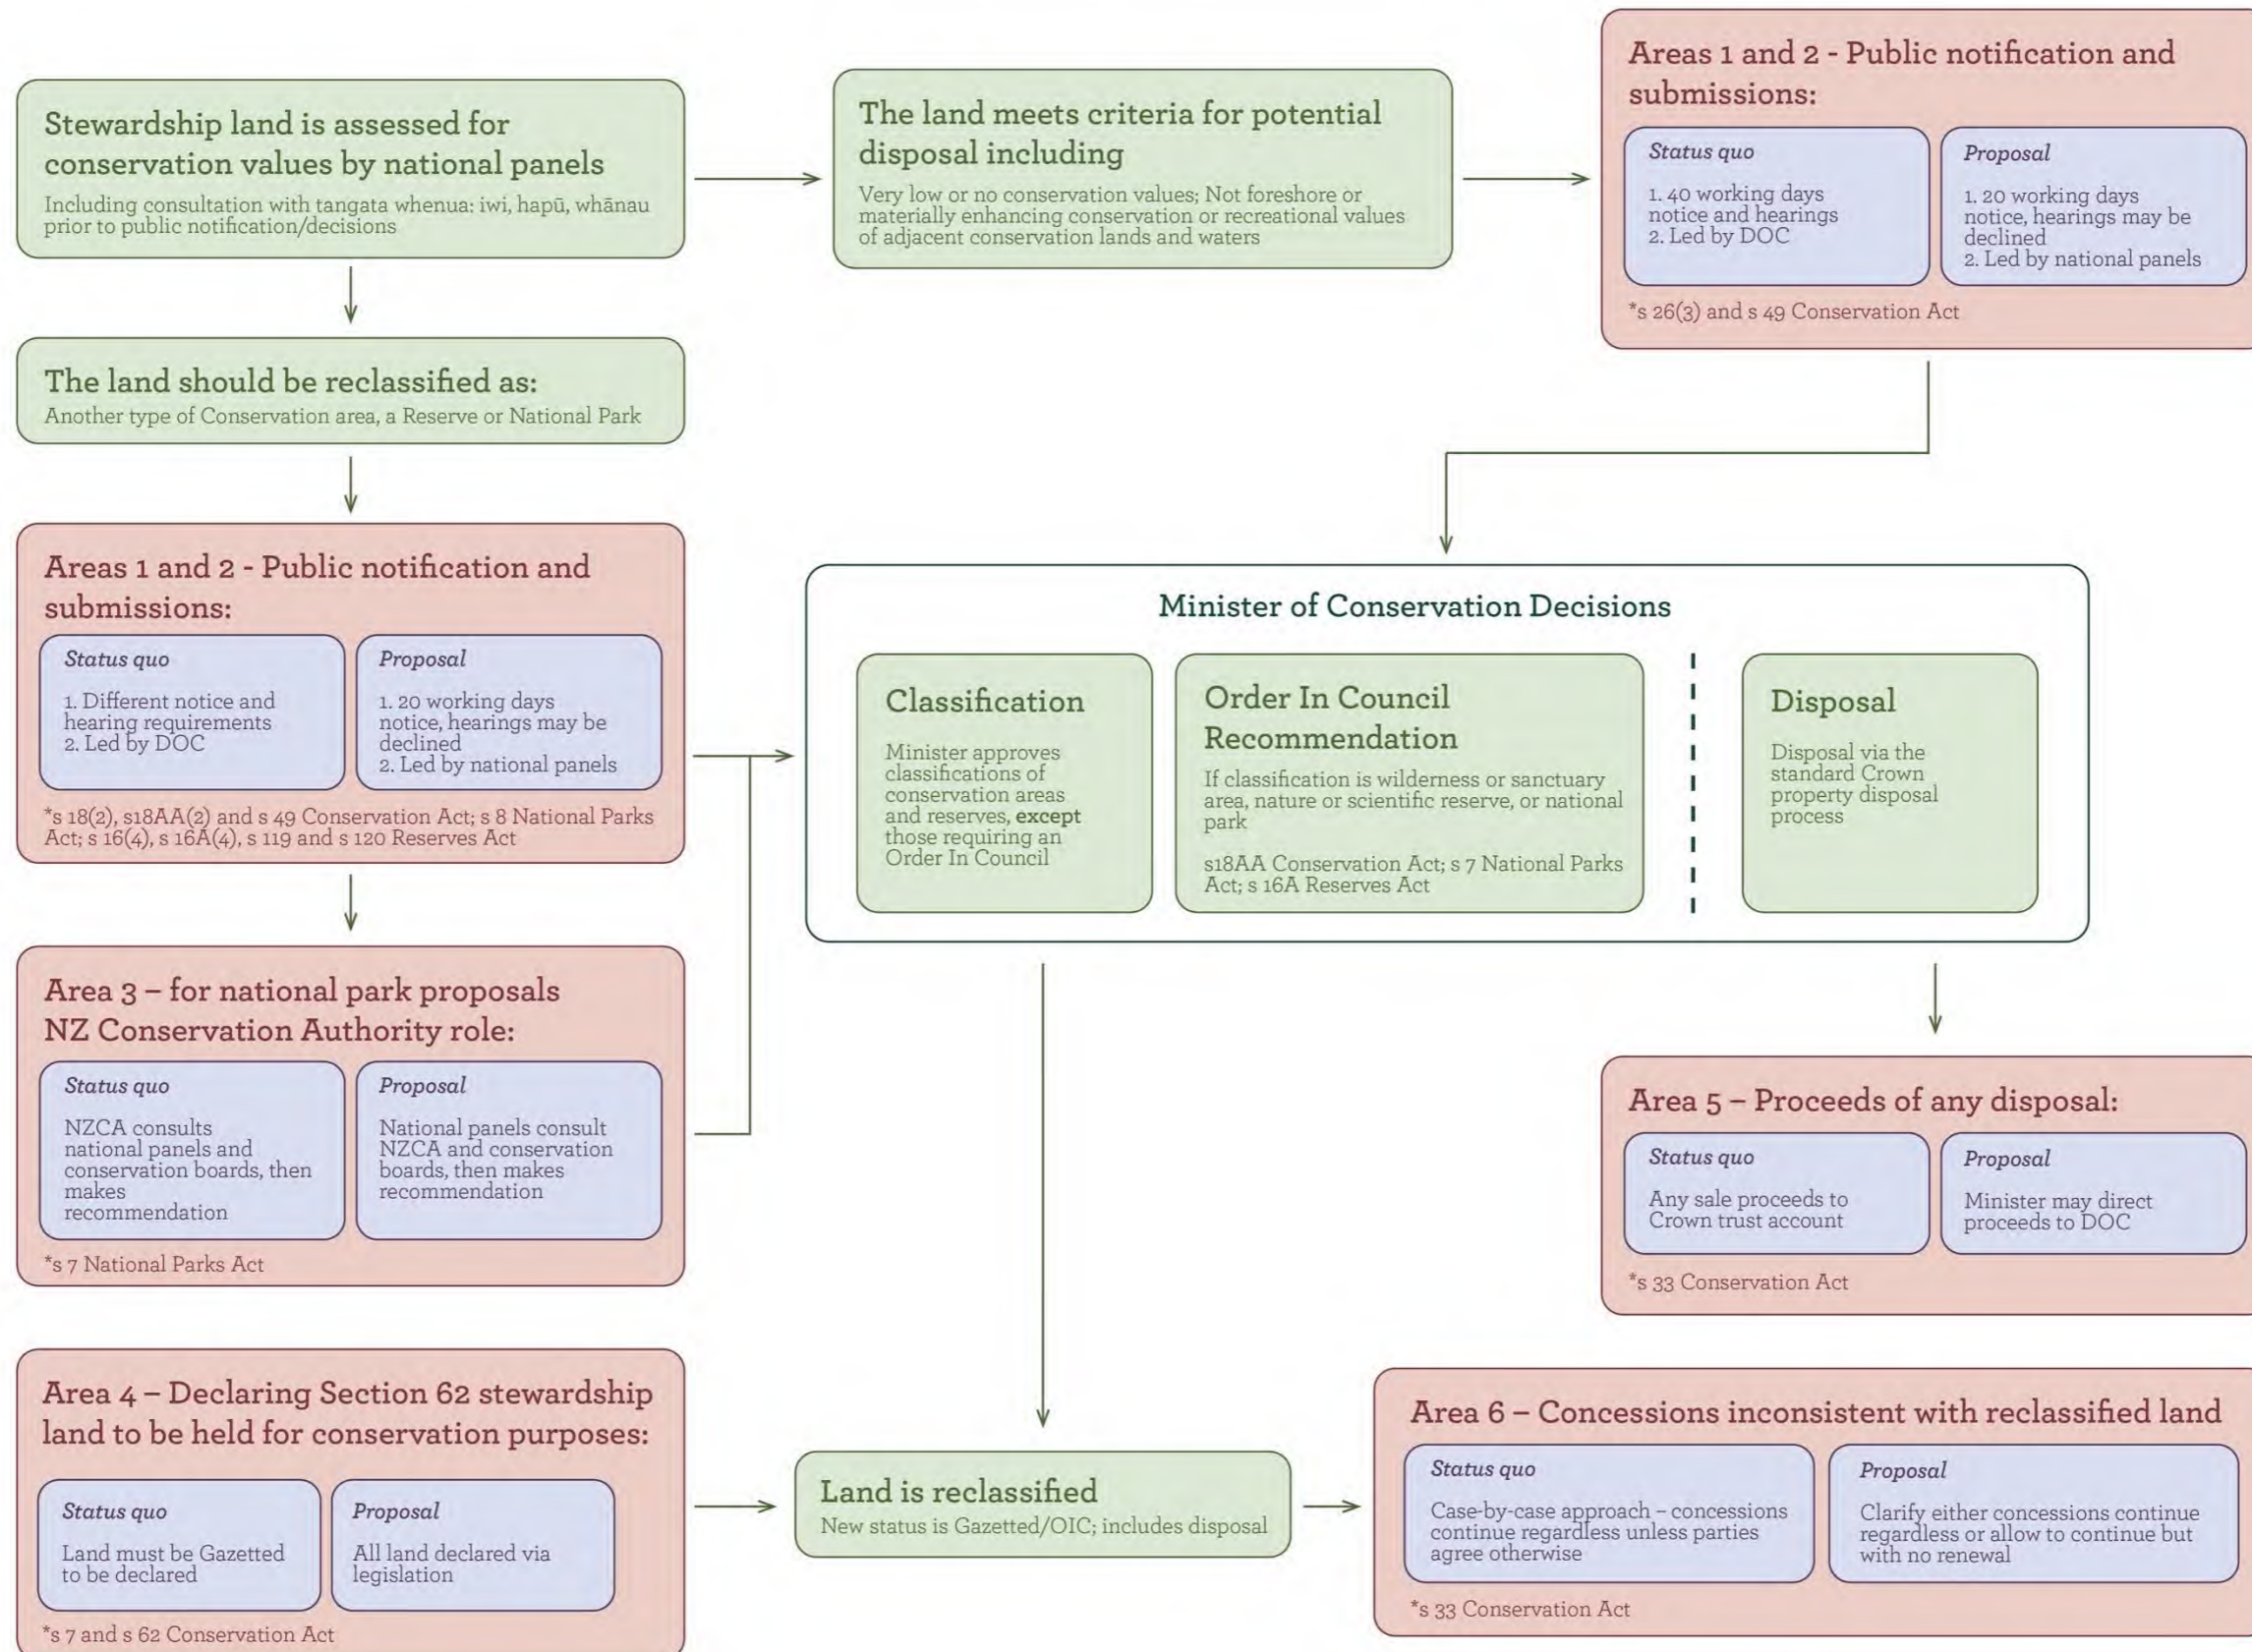 Stewardship land is assessed for
conservation values by national panels
Including consultation with tangata whenua: iwi, hapū, whānau
prior to public notification/decisions
The land meets criteria for potential
disposal including
Very low or no conservation values; Not foreshore or
materially enhancing conservation or recreational values
of adjacent conservation lands and waters
Areas 1 and 2 - Public notification and
submissions:
Status quo
1. 40 working days
notice and hearings
2. Led by DOC
Proposal
1. 20 working days
notice, hearings may be
declined
2. Led by national panels
*s 26(3) and s 49 Conservation Act
The land should be reclassified as:
Another type of Conservation area, a Reserve or National Park
Areas 1 and 2 - Public notification and
submissions:
Status quo
1. Different notice and
hearing requirements
2. Led by DOC
Proposal
1. 20 working days
notice, hearings may be
declined
2. Led by national panels
*s 18(2), s18AA(2) and s 49 Conservation Act; s 8 National Parks
Act; s 16(4), s 16A(4), s 119 and s 120 Reserves Act
Minister of Conservation Decisions
Classification
Minister approves
classifications of
conservation areas
and reserves, except
those requiring an
Order In Council
Order In Council
Recommendation
If classification is wilderness or sanctuary
area, nature or scientific reserve, or national
park
s18AA Conservation Act; s 7 National Parks
Act; s 16A Reserves Act
Disposal
Disposal via the
standard Crown
property disposal
process
Area 3 – for national park proposals
NZ Conservation Authority role:
Status quo
NZCA consults
national panels and
conservation boards, then
makes
recommendation
Proposal
National panels consult
NZCA and conservation
boards, then makes
recommendation
*s 7 National Parks Act
Area 5 – Proceeds of any disposal:
Status quo
Any sale proceeds to
Crown trust account
Proposal
Minister may direct
proceeds to DOC
*s 33 Conservation Act
Area 4 – Declaring Section 62 stewardship
land to be held for conservation purposes:
Status quo
Land must be Gazetted
to be declared
Proposal
All land declared via
legislation
*s 7 and s 62 Conservation Act
Land is reclassified
New status is Gazetted/OIC; includes disposal
Area 6 – Concessions inconsistent with reclassified land
Status quo
Case-by-case approach – concessions
continue regardless unless parties
agree otherwise
Proposal
Clarify either concessions continue
regardless or allow to continue but
with no renewal
*s 33 Conservation Act